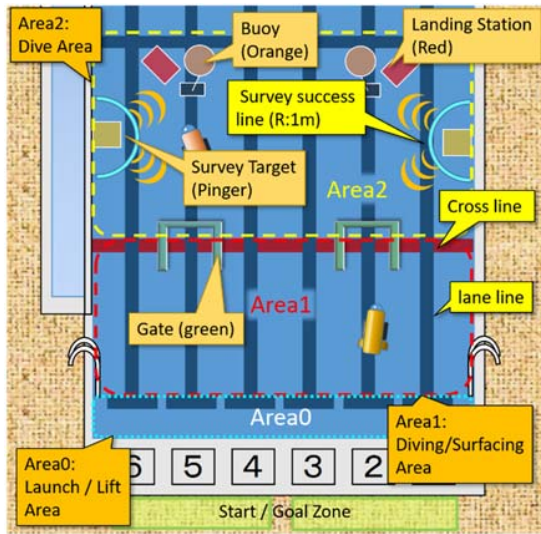 Area2:
Dive Area
Buoy
(Orange)
Landing Station
(Red)
Survey success
line (R:1m)
Survey Target
(Pinger)
Area2
Cross line
Area1
lane line
Gate (green)
Area0
Area1:
Diving/Surfacing
Area
Area0:
Launch / Lift
Area
6 5 4 3 2
Start / Goal Zone